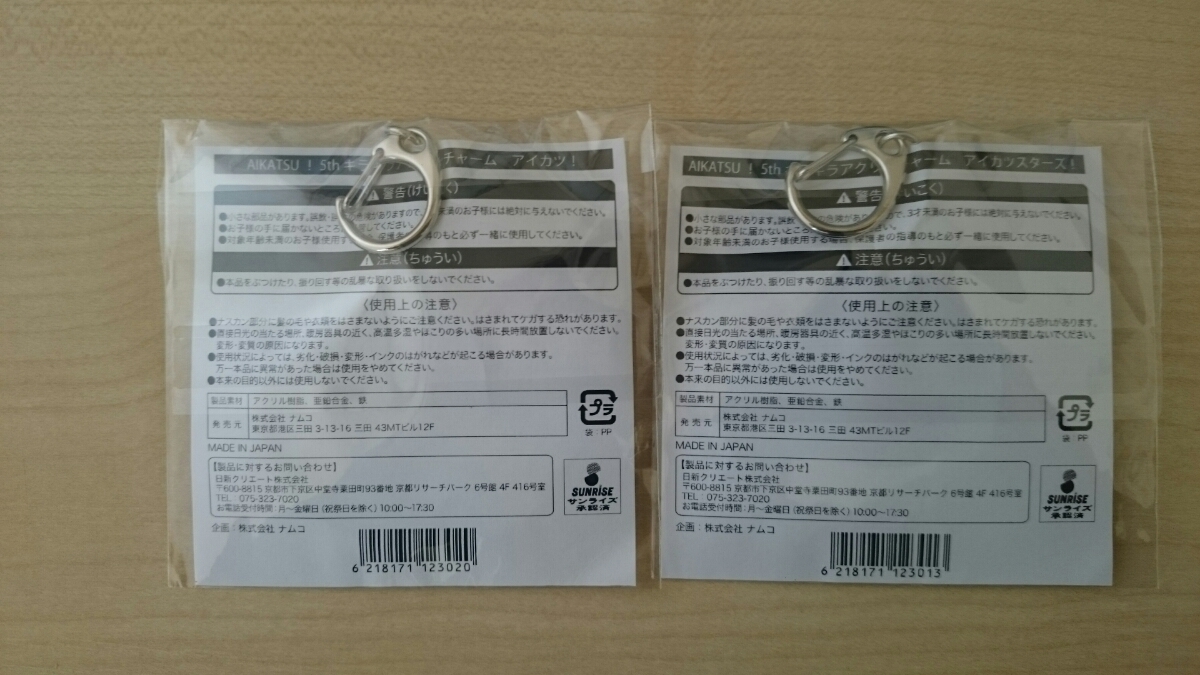 AIKATSU ! 5th キ チャーム アイカツ!
警告(けいこく)
●小さな部品があります。誤飲・ がありますので、 未満のお子様には絶対に与えないでください。
●お子様の手に届かないところ してください。
●対象年齢未満のお子様使用する 保護者の指導のもと必ず一緒に使用してください。
注意(ちゅうい)
●本品をぶつけたり、振り回す等の乱暴な取り扱いをしないでください。
〈使用上の注意〉
●ナスカン部分に髪の毛や衣類をはさまないようにご注意ください。はさまれてケガする恐れがあります。
●直接日光の当たる場所、暖房器具の近く、高温多湿やほこりの多い場所に長時間放置しないでください。
変形・変質の原因になります。
●使用状況によっては、劣化・破損・変形・インクのはがれなどが起こる場合があります。
万一本品に異常があった場合は使用をやめてください。
●本来の目的以外には使用しないでください。
製品素材 アクリル樹脂、亜鉛合金、鉄
発売元 株式会社 ナムコ
東京都港区三田 3-13-16 三田 43MTビル12F
プラ
袋:PP
MADE IN JAPAN
【製品に対するお問い合わせ】
日新クリエート株式会社
〒600-8815 京都市下京区中堂寺粟田町93番地 京都リサーチパーク 6号館 4F 416号室
TEL 075-323-7020
お電話受付時間:月〜金曜日(祝祭日を除く)10:00〜17:30
SUNRISE
サンライズ
承認済
企画:株式会社 ナムコ
6 218171 123020
AIKATSU ! 5th キラアク チャーム アイカツスターズ!
警告( いこく)
●小さな部品があります。誤飲 の危険がありますので、3才未満のお子様には絶対に与えないでください。
●お子様の手に届かないところ してください。
●対象年齢未満のお子様使用する場合 保護者の指導のもと必ず一緒に使用してください。
注意(ちゅうい)
●本品をぶつけたり、振り回す等の乱暴な取り扱いをしないでください。
〈使用上の注意〉
●ナスカン部分に髪の毛や衣類をはさまないようにご注意ください。はさまれてケガする恐れがあります。
●直接日光の当たる場所、暖房器具の近く、高温多湿やほこりの多い場所に長時間放置しないでください。
変形・変質の原因になります。
●使用状況によっては、劣化・破損・変形・インクのはがれなどが起こる場合があります。
万一本品に異常があった場合は使用をやめてください。
●本来の目的以外には使用しないでください。
製品素材 アクリル樹脂、亜鉛合金、鉄
発売元 株式会社 ナムコ
東京都港区三田 3-13-16 三田 43MTビル12F
プラ
袋:PP
MADE IN JAPAN
【製品に対するお問い合わせ】
日新クリエート株式会社
〒600-8815 京都市下京区中堂寺粟田町93番地 京都リサーチパーク 6号館 4F 416号室
TEL 075-323-7020
お電話受付時間:月〜金曜日(祝祭日を除く)10:00〜17:30
SUNRISE
サンライズ
承認済
企画:株式会社 ナムコ
6 218171 123013